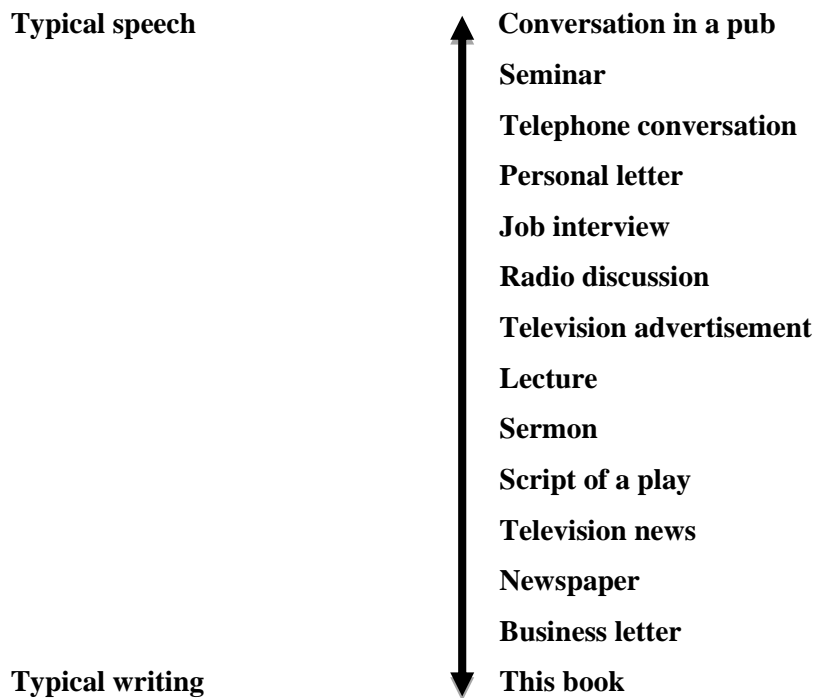 Typical speech Conversation in a pub
Seminar
Telephone conversation
Personal letter
Job interview
Radio discussion
Television advertisement
Lecture
Sermon
Script of a play
Television news
Newspaper
Business letter
Typical writing This book